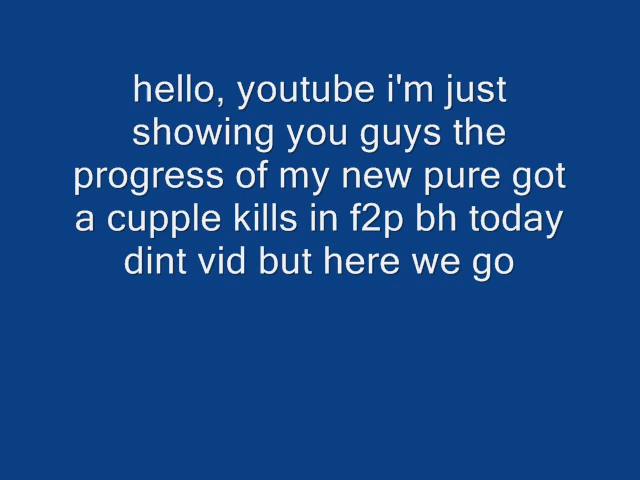 hello, youtube i'm just
showing you guys the
progress of my new pure got
a cupple kills in f2p bh today
dint vid but here we go